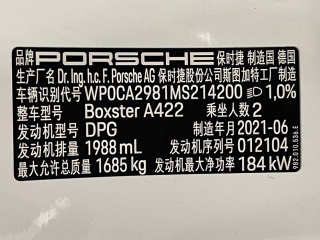 品牌 PORSCHE 保时捷 制造国 德国
生产厂名 Dr. Ing. h.c. F. Porsche AG 保时捷股份公司斯图加特工厂制造
车辆识别代号 WP0CA2981MS214200 1,0%
整车型号 Boxster A422 乘坐人数 2
发动机型号 DPG 制造年月 2021-06
发动机排量 1988 mL 发动机号 012104
最大允许总质量 1685 kg 发动机最大净功率 184 kW
982.010.536.E